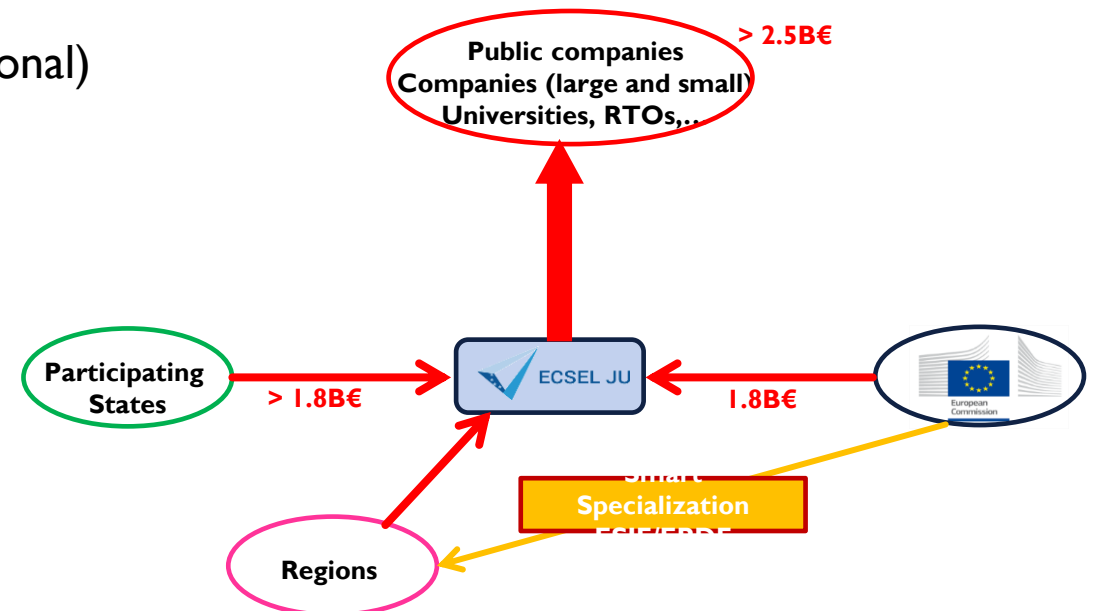 onal)
> 2.5B€
Public companies
Companies (large and small)
Universities, RTOs,…
Participating
States
> 1.8B€
ECSEL JU
1.8B€
European
Commission
Smart
Specialization
Regions